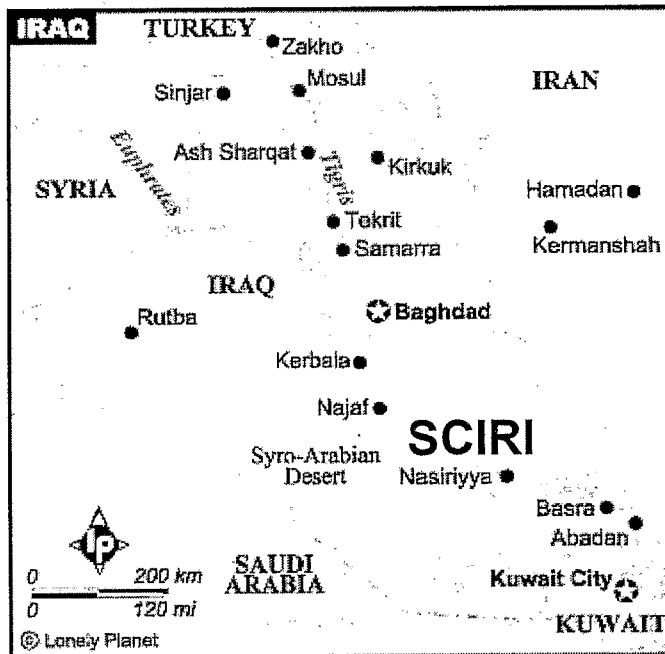 IRAQ
TURKEY
Zakho
Mosul
Sinjar
IRAN
Euphrates
Ash Sharqat
Tigris
Kirkuk
SYRIA
Hamadan
Tekrit
Kermanshah
Samarra
IRAQ
Rutba
Baghdad
Kerbala
Najaf
SCIRI
Syro-Arabian
Desert
Nasiriyya
Basra
Abadan
lp
0 200 km
0 120 mi
SAUDI
ARABIA
Kuwait City
KUWAIT
© Lonely Planet